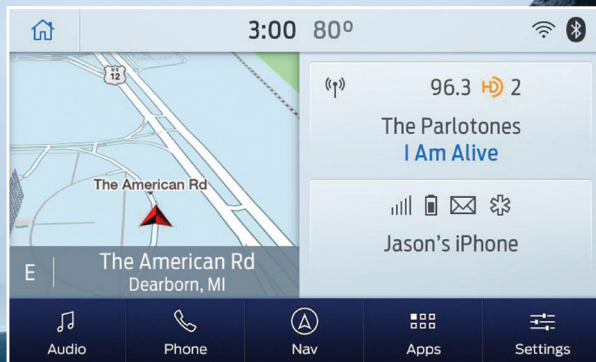 3:00 80°
U.S.
12
The American Rd
E
The American Rd
Dearborn, MI
96.3 HD 2
The Parlotones
I Am Alive
Jason's iPhone
Audio
Phone
Nav
Apps
Settings